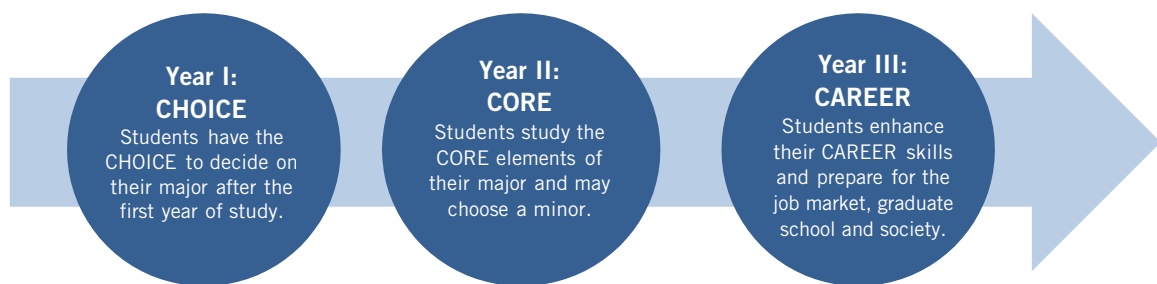 Year I:
CHOICE
Students have the
CHOICE to decide on
their major after the
first year of study.
Year II:
CORE
Students study the
CORE elements of
their major and may
choose a minor.
Year III:
CAREER
Students enhance
their CAREER skills
and prepare for the
job market, graduate
school and society.